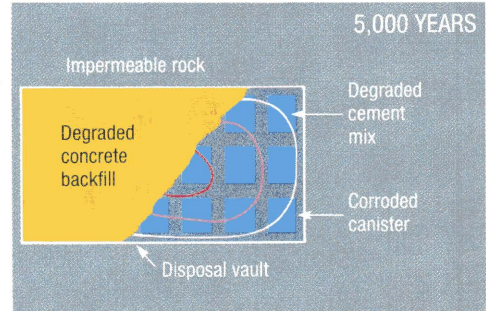 5,000 YEARS
Impermeable rock
Degraded
cement
mix
Degraded
concrete
backfill
Corroded
canister
Disposal vault